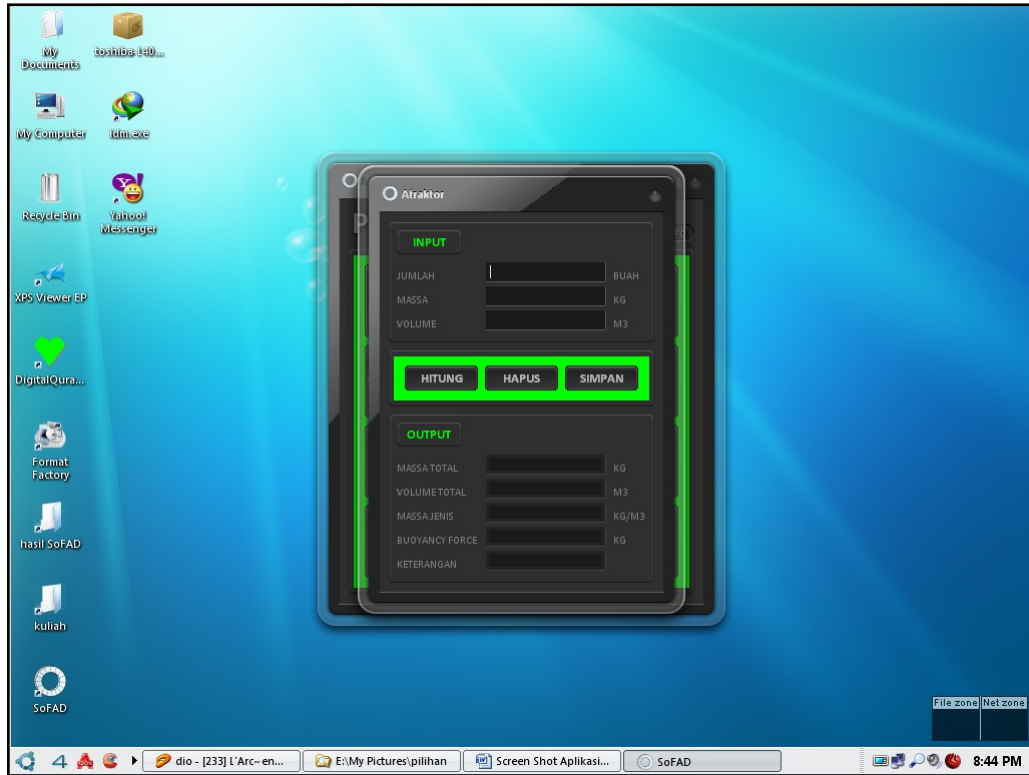 My Documents
toshiba-l40...
My Computer
idm.exe
Recycle Bin
Yahoo! Messenger
XPS Viewer EP
DigitalQura...
Format Factory
hasil SoFAD
kuliah
SoFAD
Atraktor
P
INPUT
JUMLAH BUAH
MASSA KG
VOLUME M3
HITUNG HAPUS SIMPAN
OUTPUT
MASSA TOTAL KG
VOLUME TOTAL M3
MASSA JENIS KG/M3
BUOYANCY FORCE KG
KETERANGAN
File zone Net zone
4 dio - [233] L'Arc~en... E:\My Pictures\pilihan Screen Shot Aplikasi... SoFAD 8:44 PM